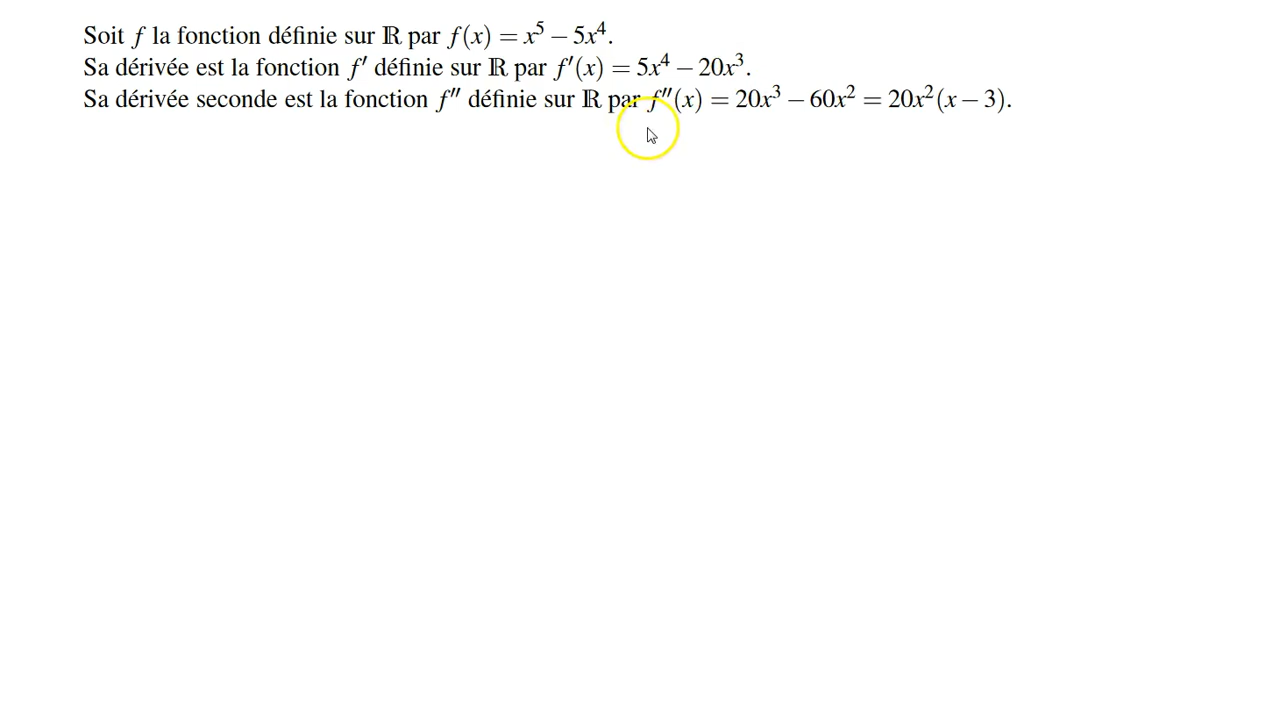 Soit f la fonction définie sur ℝ par f(x) = x⁵ − 5x⁴.
Sa dérivée est la fonction f′ définie sur ℝ par f′(x) = 5x⁴ − 20x³.
Sa dérivée seconde est la fonction f″ définie sur ℝ par f″(x) = 20x³ − 60x² = 20x²(x − 3).